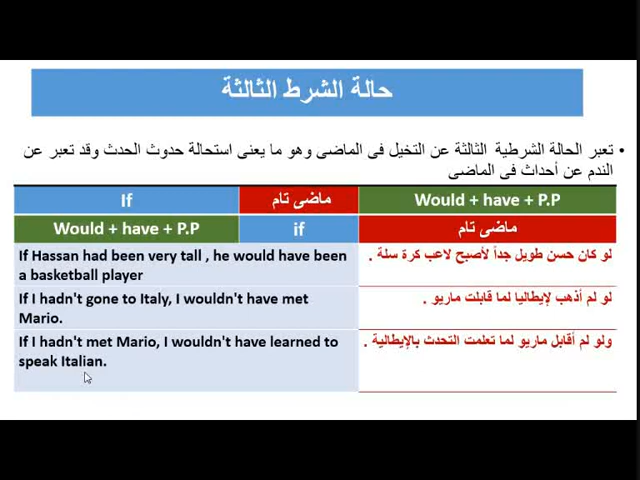 حالة الشرط الثالثة
• تعبر الحالة الشرطية الثالثة عن التخيل فى الماضى وهو ما يعنى استحالة حدوث الحدث وقد تعبر عن
الندم عن أحداث فى الماضى
If ماضى تام Would + have + P.P
Would + have + P.P if ماضى تام
If Hassan had been very tall , he would have been
a basketball player
لو كان حسن طويل جداً لأصبح لاعب كرة سلة .
If I hadn't gone to Italy, I wouldn't have met
Mario.
لو لم أذهب لإيطاليا لما قابلت ماريو .
If I hadn't met Mario, I wouldn't have learned to
speak Italian.
ولو لم أقابل ماريو لما تعلمت التحدث بالإيطالية .